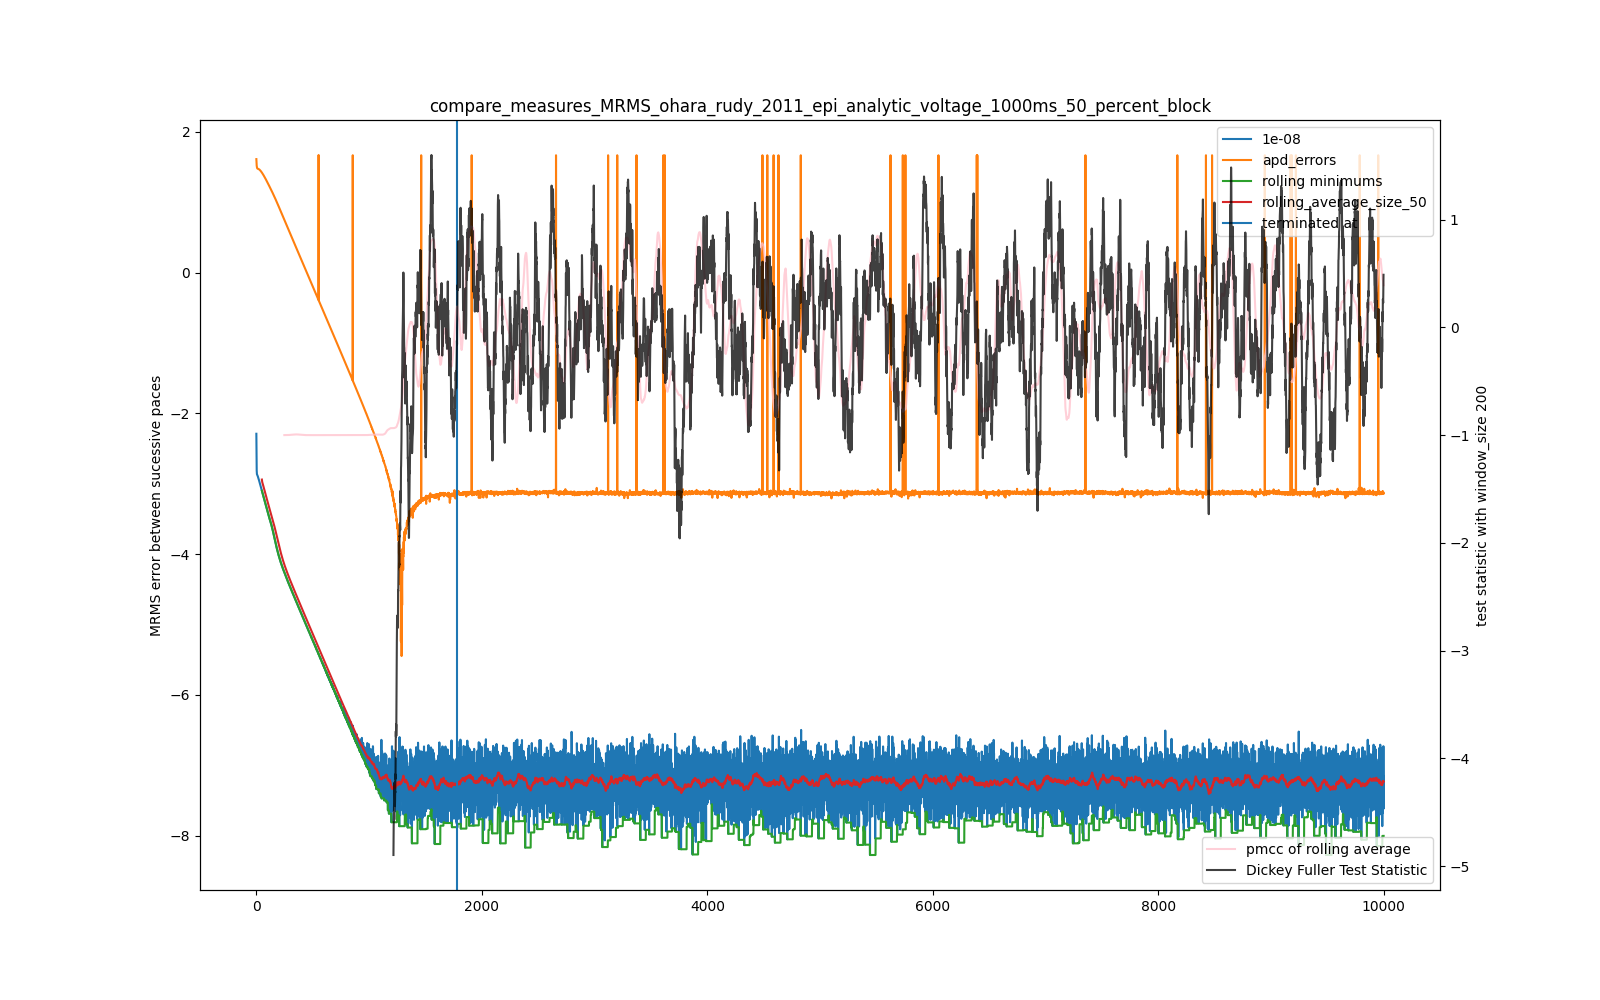 compare_measures_MRMS_ohara_rudy_2011_epi_analytic_voltage_1000ms_50_percent_block
2
0
−2
−4
−6
−8
MRMS error between sucessive paces
0
2000
4000
6000
8000
10000
1
0
−1
−2
−3
−4
−5
test statistic with window_size 200
1e-08
apd_errors
rolling minimums
rolling_average_size_50
terminated at
pmcc of rolling average
Dickey Fuller Test Statistic